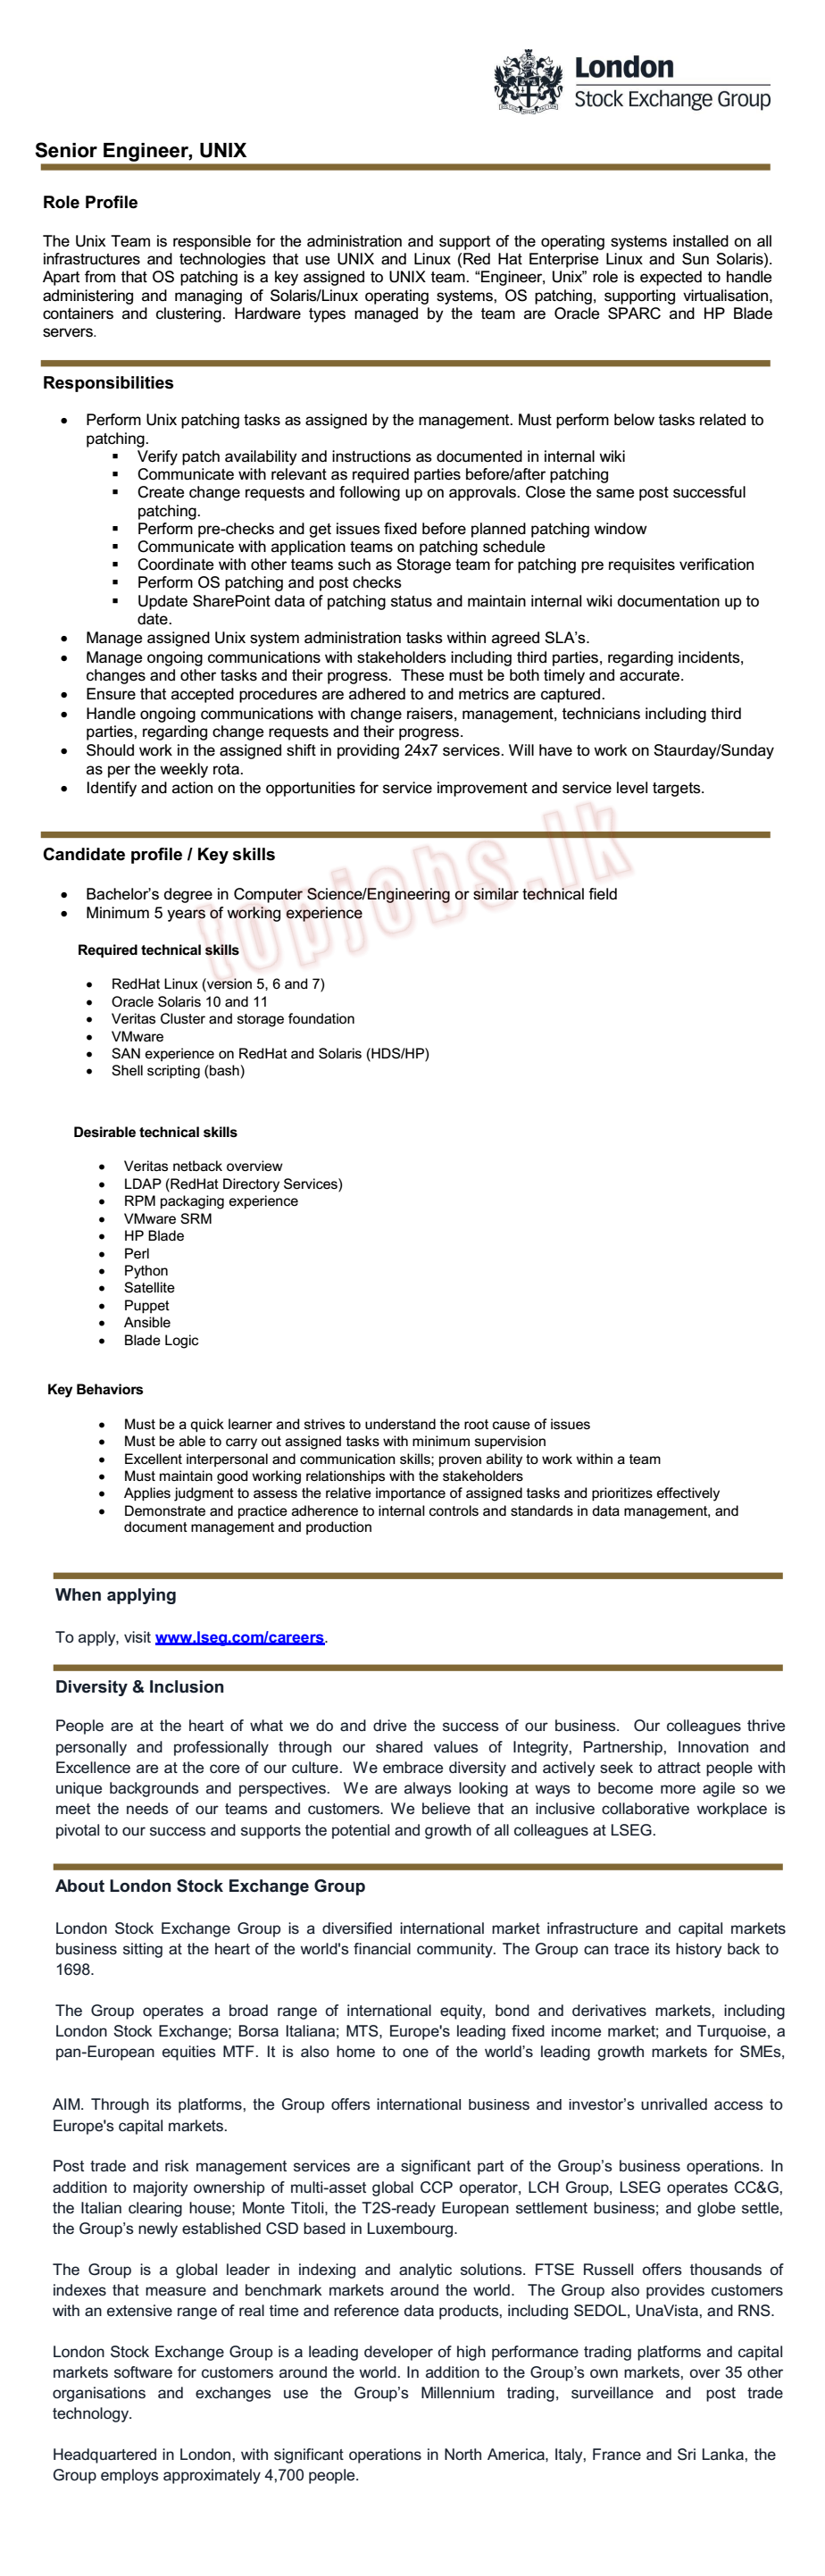 London
Stock Exchange Group
Senior Engineer, UNIX
Role Profile
The Unix Team is responsible for the administration and support of the operating systems installed on all
infrastructures and technologies that use UNIX and Linux (Red Hat Enterprise Linux and Sun Solaris).
Apart from that OS patching is a key assigned to UNIX team. “Engineer, Unix” role is expected to handle
administering and managing of Solaris/Linux operating systems, OS patching, supporting virtualisation,
containers and clustering. Hardware types managed by the team are Oracle SPARC and HP Blade
servers.
Responsibilities
• Perform Unix patching tasks as assigned by the management. Must perform below tasks related to
patching.
▪ Verify patch availability and instructions as documented in internal wiki
▪ Communicate with relevant as required parties before/after patching
▪ Create change requests and following up on approvals. Close the same post successful
patching.
▪ Perform pre-checks and get issues fixed before planned patching window
▪ Communicate with application teams on patching schedule
▪ Coordinate with other teams such as Storage team for patching pre requisites verification
▪ Perform OS patching and post checks
▪ Update SharePoint data of patching status and maintain internal wiki documentation up to
date.
• Manage assigned Unix system administration tasks within agreed SLA’s.
• Manage ongoing communications with stakeholders including third parties, regarding incidents,
changes and other tasks and their progress. These must be both timely and accurate.
• Ensure that accepted procedures are adhered to and metrics are captured.
• Handle ongoing communications with change raisers, management, technicians including third
parties, regarding change requests and their progress.
• Should work in the assigned shift in providing 24x7 services. Will have to work on Staurday/Sunday
as per the weekly rota.
• Identify and action on the opportunities for service improvement and service level targets.
topjobs.lk
Candidate profile / Key skills
• Bachelor’s degree in Computer Science/Engineering or similar technical field
• Minimum 5 years of working experience
Required technical skills
• RedHat Linux (version 5, 6 and 7)
• Oracle Solaris 10 and 11
• Veritas Cluster and storage foundation
• VMware
• SAN experience on RedHat and Solaris (HDS/HP)
• Shell scripting (bash)
Desirable technical skills
• Veritas netback overview
• LDAP (RedHat Directory Services)
• RPM packaging experience
• VMware SRM
• HP Blade
• Perl
• Python
• Satellite
• Puppet
• Ansible
• Blade Logic
Key Behaviors
• Must be a quick learner and strives to understand the root cause of issues
• Must be able to carry out assigned tasks with minimum supervision
• Excellent interpersonal and communication skills; proven ability to work within a team
• Must maintain good working relationships with the stakeholders
• Applies judgment to assess the relative importance of assigned tasks and prioritizes effectively
• Demonstrate and practice adherence to internal controls and standards in data management, and
document management and production
When applying
To apply, visit www.lseg.com/careers.
Diversity & Inclusion
People are at the heart of what we do and drive the success of our business. Our colleagues thrive
personally and professionally through our shared values of Integrity, Partnership, Innovation and
Excellence are at the core of our culture. We embrace diversity and actively seek to attract people with
unique backgrounds and perspectives. We are always looking at ways to become more agile so we
meet the needs of our teams and customers. We believe that an inclusive collaborative workplace is
pivotal to our success and supports the potential and growth of all colleagues at LSEG.
About London Stock Exchange Group
London Stock Exchange Group is a diversified international market infrastructure and capital markets
business sitting at the heart of the world's financial community. The Group can trace its history back to
1698.
The Group operates a broad range of international equity, bond and derivatives markets, including
London Stock Exchange; Borsa Italiana; MTS, Europe's leading fixed income market; and Turquoise, a
pan-European equities MTF. It is also home to one of the world’s leading growth markets for SMEs,
AIM. Through its platforms, the Group offers international business and investor’s unrivalled access to
Europe's capital markets.
Post trade and risk management services are a significant part of the Group’s business operations. In
addition to majority ownership of multi-asset global CCP operator, LCH Group, LSEG operates CC&G,
the Italian clearing house; Monte Titoli, the T2S-ready European settlement business; and globe settle,
the Group’s newly established CSD based in Luxembourg.
The Group is a global leader in indexing and analytic solutions. FTSE Russell offers thousands of
indexes that measure and benchmark markets around the world. The Group also provides customers
with an extensive range of real time and reference data products, including SEDOL, UnaVista, and RNS.
London Stock Exchange Group is a leading developer of high performance trading platforms and capital
markets software for customers around the world. In addition to the Group’s own markets, over 35 other
organisations and exchanges use the Group’s Millennium trading, surveillance and post trade
technology.
Headquartered in London, with significant operations in North America, Italy, France and Sri Lanka, the
Group employs approximately 4,700 people.